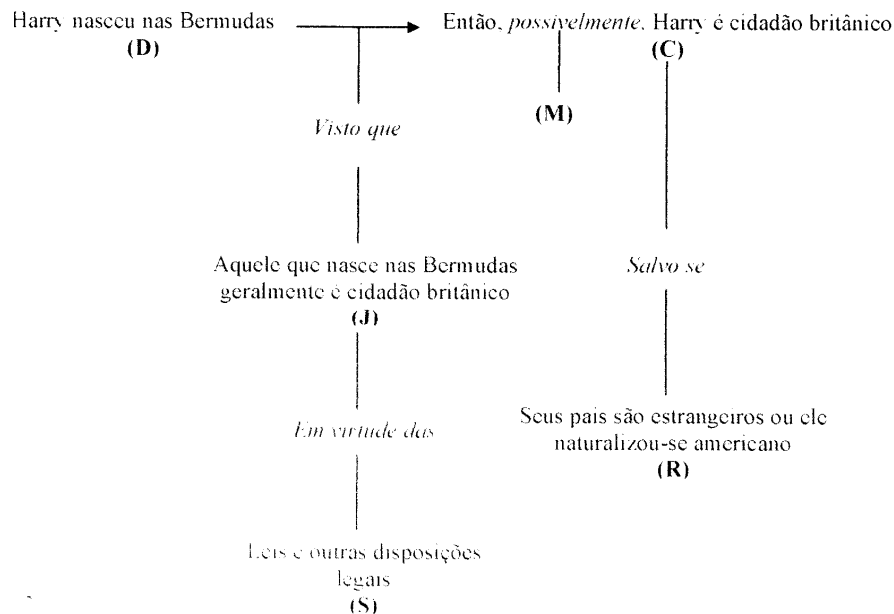 Harry nasceu nas Bermudas
(D)
Então, possivelmente, Harry é cidadão britânico
(C)
(M)
Visto que
Aquele que nasce nas Bermudas
geralmente é cidadão britânico
(J)
Salvo se
Seus pais são estrangeiros ou ele
naturalizou-se americano
(R)
Em virtude das
Leis e outras disposições
legais
(S)